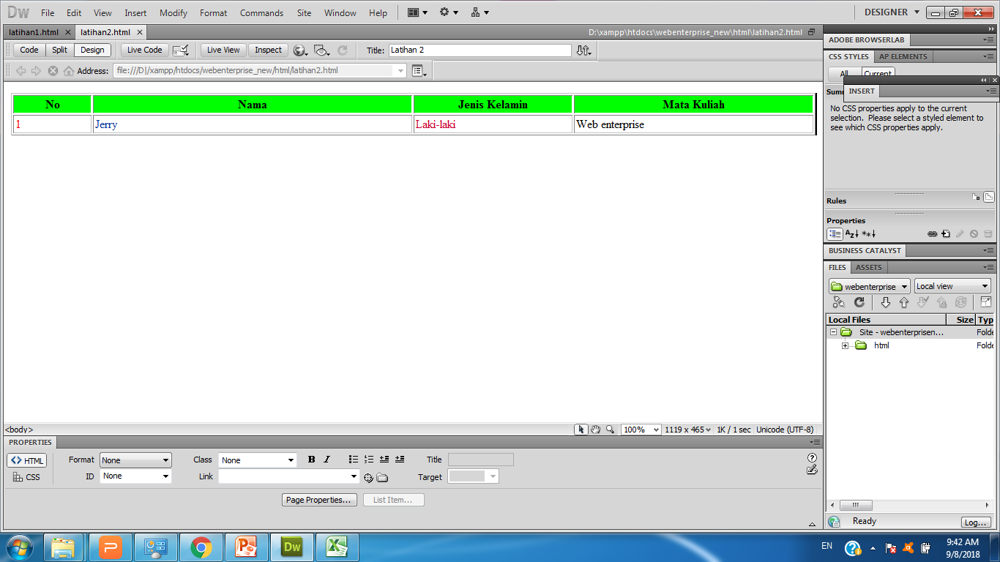 Dw File Edit View Insert Modify Format Commands Site Window Help DESIGNER
latihan1.html latihan2.html D:\xampp\htdocs\webenterprise_new\html\latihan2.html
Code Split Design Live Code Live View Inspect Title: Latihan 2
Address: file:///D|/xampp/htdocs/webenterprise_new/html/latihan2.html
No Nama Jenis Kelamin Mata Kuliah
1 Jerry Laki-laki Web enterprise
<body> 100% 1119 x 465 1K / 1 sec Unicode (UTF-8)
PROPERTIES
HTML Format None Class None B I Title
CSS ID None Link Target
Page Properties... List Item...
ADOBE BROWSERLAB
CSS STYLES AP ELEMENTS
All Current
INSERT
No CSS properties apply to the current
selection. Please select a styled element to
see which CSS properties apply.
Rules
Properties
BUSINESS CATALYST
FILES ASSETS
webenterprise Local view
Local Files Size Typ
Site - webenterprisen... Folde
html Folde
Ready Log...
P Dw EN 9:42 AM
9/8/2018